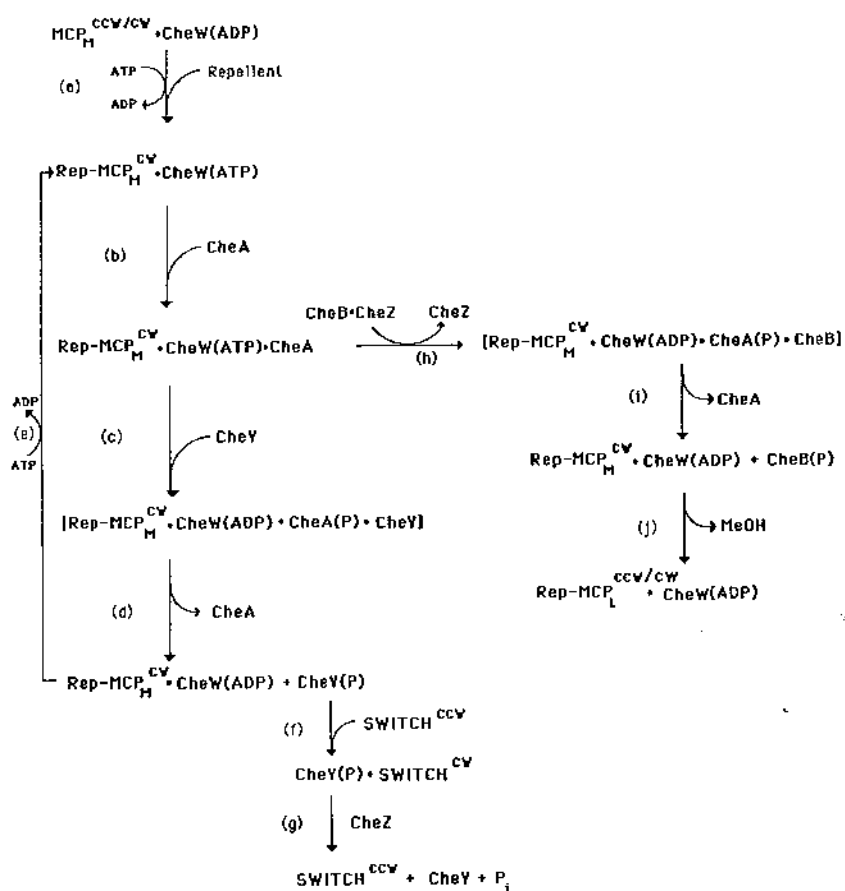 MCP_M^CCW/CW •CheW(ADP)
(a) ATP Repellent
ADP
Rep-MCP_M^CW •CheW(ATP)
(b) CheA
CheB•CheZ CheZ
Rep-MCP_M^CW •CheW(ATP)•CheA (h) [Rep-MCP_M^CW •CheW(ADP)•CheA(P)•CheB]
(i) CheA
ADP
(e) (c) CheY
ATP
Rep-MCP_M^CW •CheW(ADP) + CheB(P)
[Rep-MCP_M^CW •CheW(ADP) • CheA(P) • CheY]
(j) MeOH
(d) CheA
Rep-MCP_L^CCW/CW • CheW(ADP)
Rep-MCP_M^CW •CheW(ADP) + CheY(P)
(f) SWITCH^CCW
CheY(P)•SWITCH^CW
(g) CheZ
SWITCH^CCW + CheY + P_i